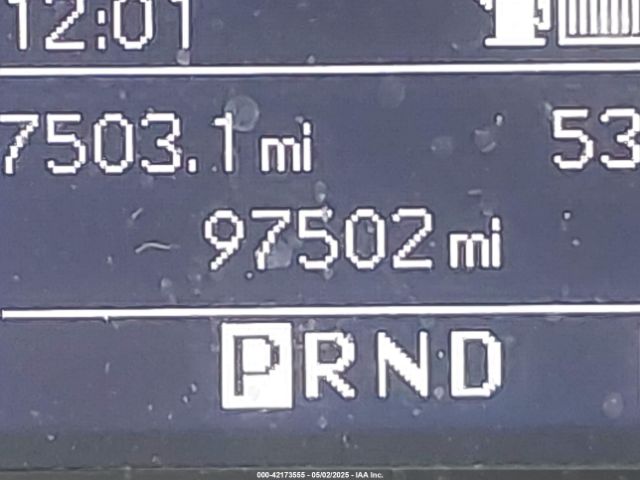 12:01
7503.1 mi 53
97502 mi
PRND
000-42173555 - 05/02/2025 - IAA Inc.